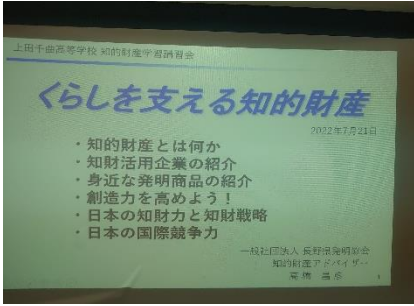 上田千曲高等学校 知的財産学習講習会
くらしを支える知的財産
2022年7月21日
・知的財産とは何か
・知財活用企業の紹介
・身近な発明商品の紹介
・創造力を高めよう！
・日本の知財力と知財戦略
・日本の国際競争力
一般社団法人 長野県発明協会
知的財産アドバイザー